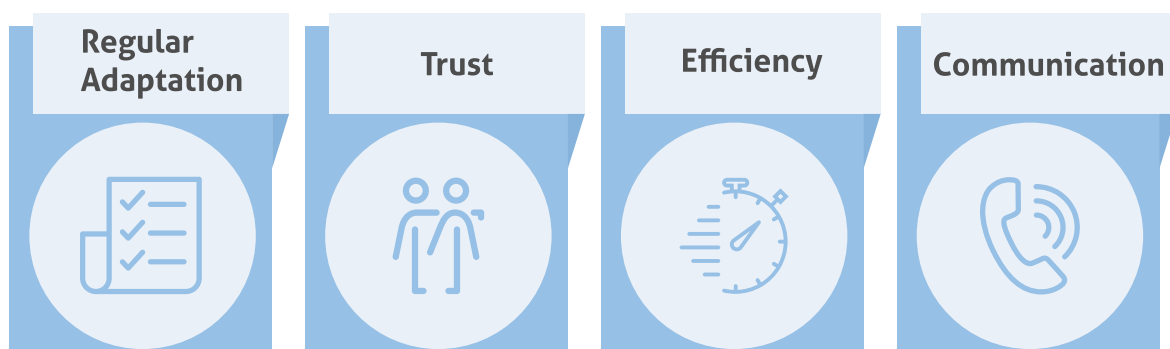 Regular
Adaptation
Trust
Efficiency
Communication